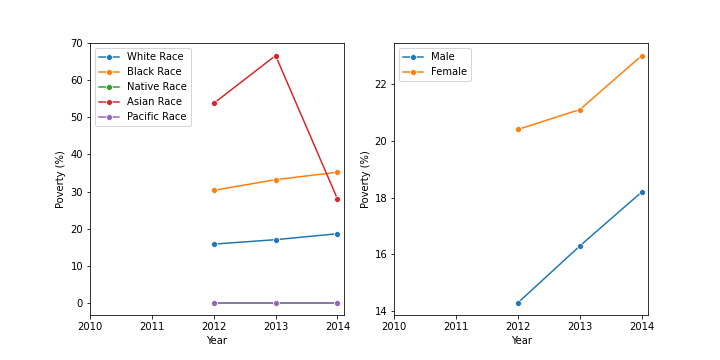 White Race
Black Race
Native Race
Asian Race
Pacific Race
70
60
50
40
30
20
10
0
Poverty (%)
2010 2011 2012 2013 2014
Year
Male
Female
22
20
18
16
14
Poverty (%)
2010 2011 2012 2013 2014
Year